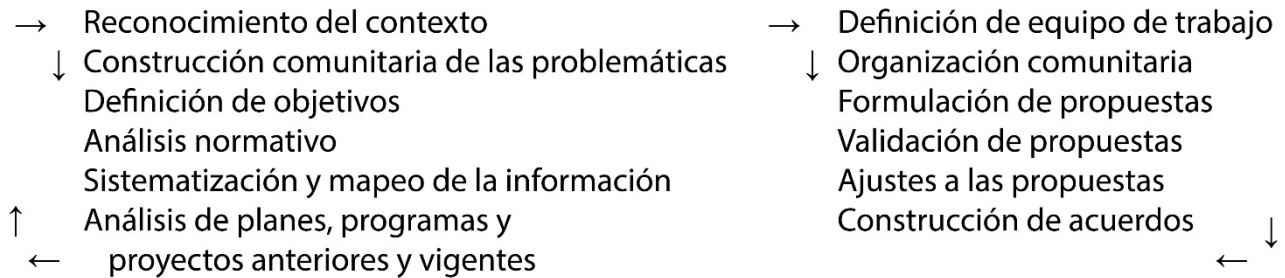 → Reconocimiento del contexto
↓ Construcción comunitaria de las problemáticas
Definición de objetivos
Análisis normativo
Sistematización y mapeo de la información
↑ Análisis de planes, programas y
← proyectos anteriores y vigentes
→ Definición de equipo de trabajo
↓ Organización comunitaria
Formulación de propuestas
Validación de propuestas
Ajustes a las propuestas
Construcción de acuerdos ↓
←